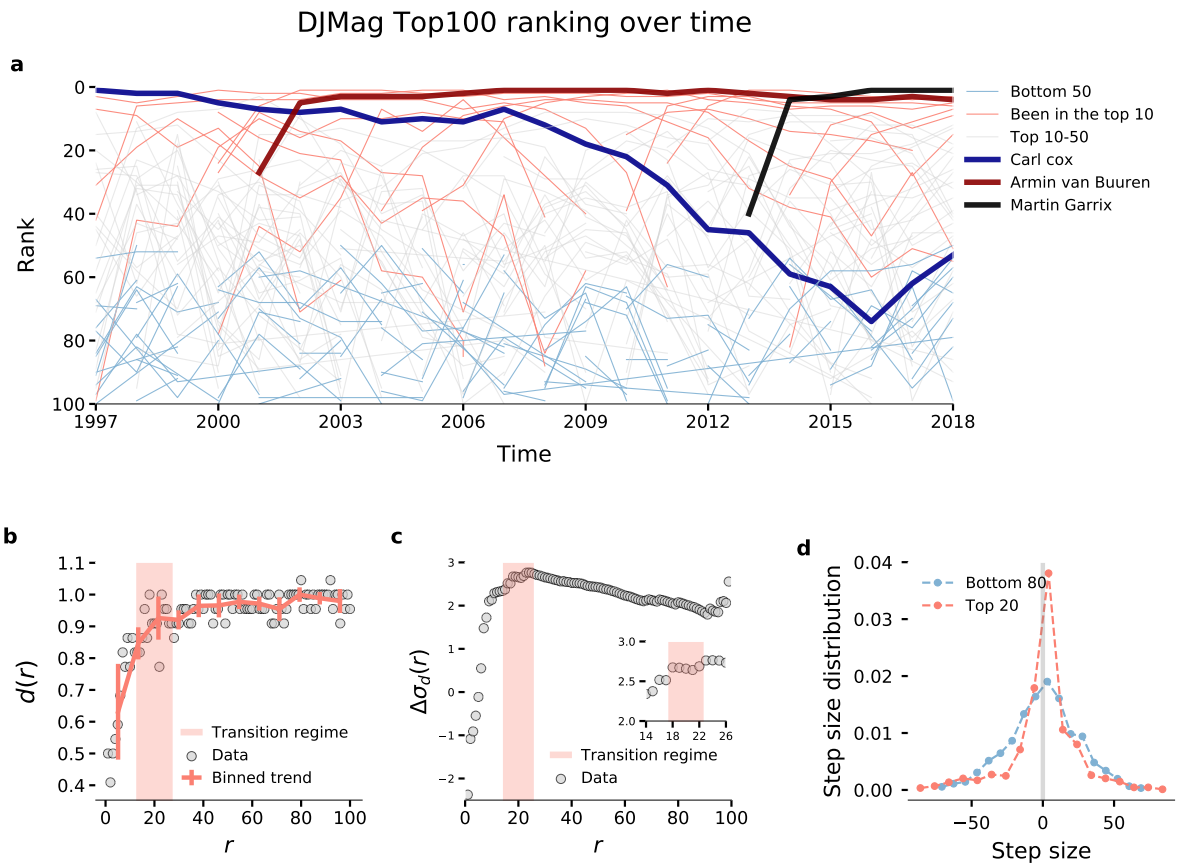 DJMag Top100 ranking over time
a
0
20
40
60
80
100
Rank
1997 2000 2003 2006 2009 2012 2015 2018
Time
Bottom 50
Been in the top 10
Top 10-50
Carl cox
Armin van Buuren
Martin Garrix
b
1.1
1.0
0.9
0.8
0.7
0.6
0.5
0.4
d(r)
Transition regime
Data
Binned trend
0 20 40 60 80 100
r
c
3
2
1
0
−1
−2
Δσd(r)
3.0
2.5
2.0
14 18 22 26
Transition regime
Data
0 20 40 60 80 100
r
d
0.04
0.03
0.02
0.01
0.00
Step size distribution
Bottom 80
Top 20
−50 0 50
Step size